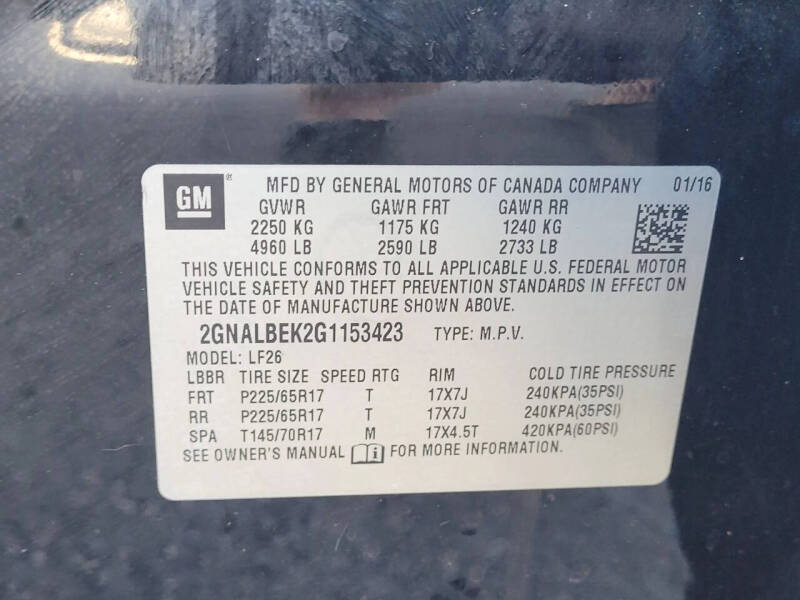 GM® MFD BY GENERAL MOTORS OF CANADA COMPANY 01/16
GVWR GAWR FRT GAWR RR
2250 KG 1175 KG 1240 KG
4960 LB 2590 LB 2733 LB
THIS VEHICLE CONFORMS TO ALL APPLICABLE U.S. FEDERAL MOTOR
VEHICLE SAFETY AND THEFT PREVENTION STANDARDS IN EFFECT ON
THE DATE OF MANUFACTURE SHOWN ABOVE.
2GNALBEK2G1153423 TYPE: M.P.V.
MODEL: LF26
LBBR TIRE SIZE SPEED RTG RIM COLD TIRE PRESSURE
FRT P225/65R17 T 17X7J 240KPA(35PSI)
RR P225/65R17 T 17X7J 240KPA(35PSI)
SPA T145/70R17 M 17X4.5T 420KPA(60PSI)
SEE OWNER'S MANUAL i FOR MORE INFORMATION.